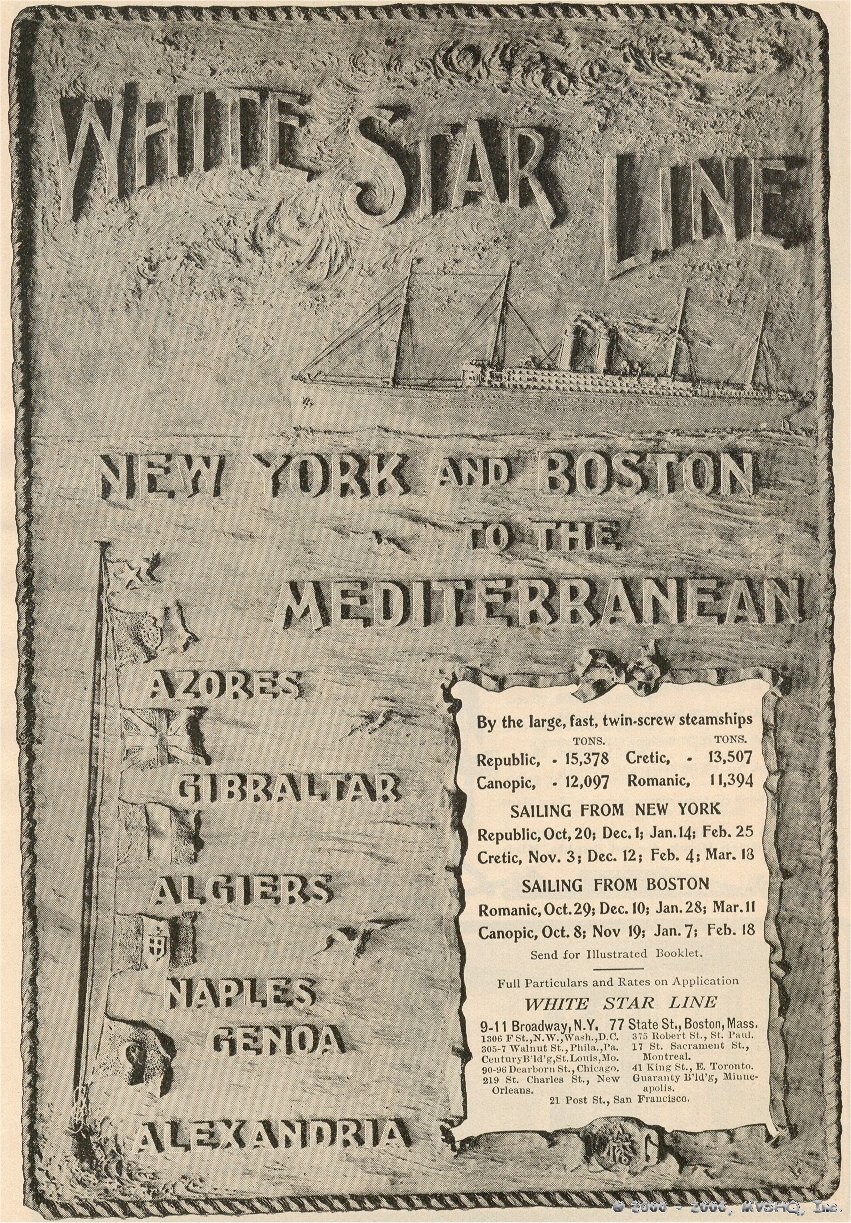 WHITE STAR LINE
NEW YORK AND BOSTON
TO THE
MEDITERRANEAN
AZORES
GIBRALTAR
ALGIERS
NAPLES
GENOA
ALEXANDRIA
By the large, fast, twin-screw steamships
TONS. TONS.
Republic, - 15,378 Cretic, - 13,507
Canopic, - 12,097 Romanic, 11,394
SAILING FROM NEW YORK
Republic, Oct, 20; Dec. 1; Jan. 14; Feb. 25
Cretic, Nov. 3; Dec. 12; Feb. 4; Mar. 18
SAILING FROM BOSTON
Romanic, Oct. 29; Dec. 10; Jan. 28; Mar. 11
Canopic, Oct. 8; Nov 19; Jan. 7; Feb. 18
Send for Illustrated Booklet.
Full Particulars and Rates on Application
WHITE STAR LINE
9-11 Broadway, N.Y. 77 State St., Boston, Mass.
1306 F St., N.W., Wash., D.C. 375 Robert St., St. Paul.
305-7 Walnut St., Phila., Pa. 17 St. Sacrament St.,
Century B'ld'g, St. Louis, Mo. Montreal.
90-96 Dearborn St., Chicago. 41 King St., E. Toronto.
219 St. Charles St., New Guaranty B'ld'g, Minne-
Orleans. apolis.
21 Post St., San Francisco.